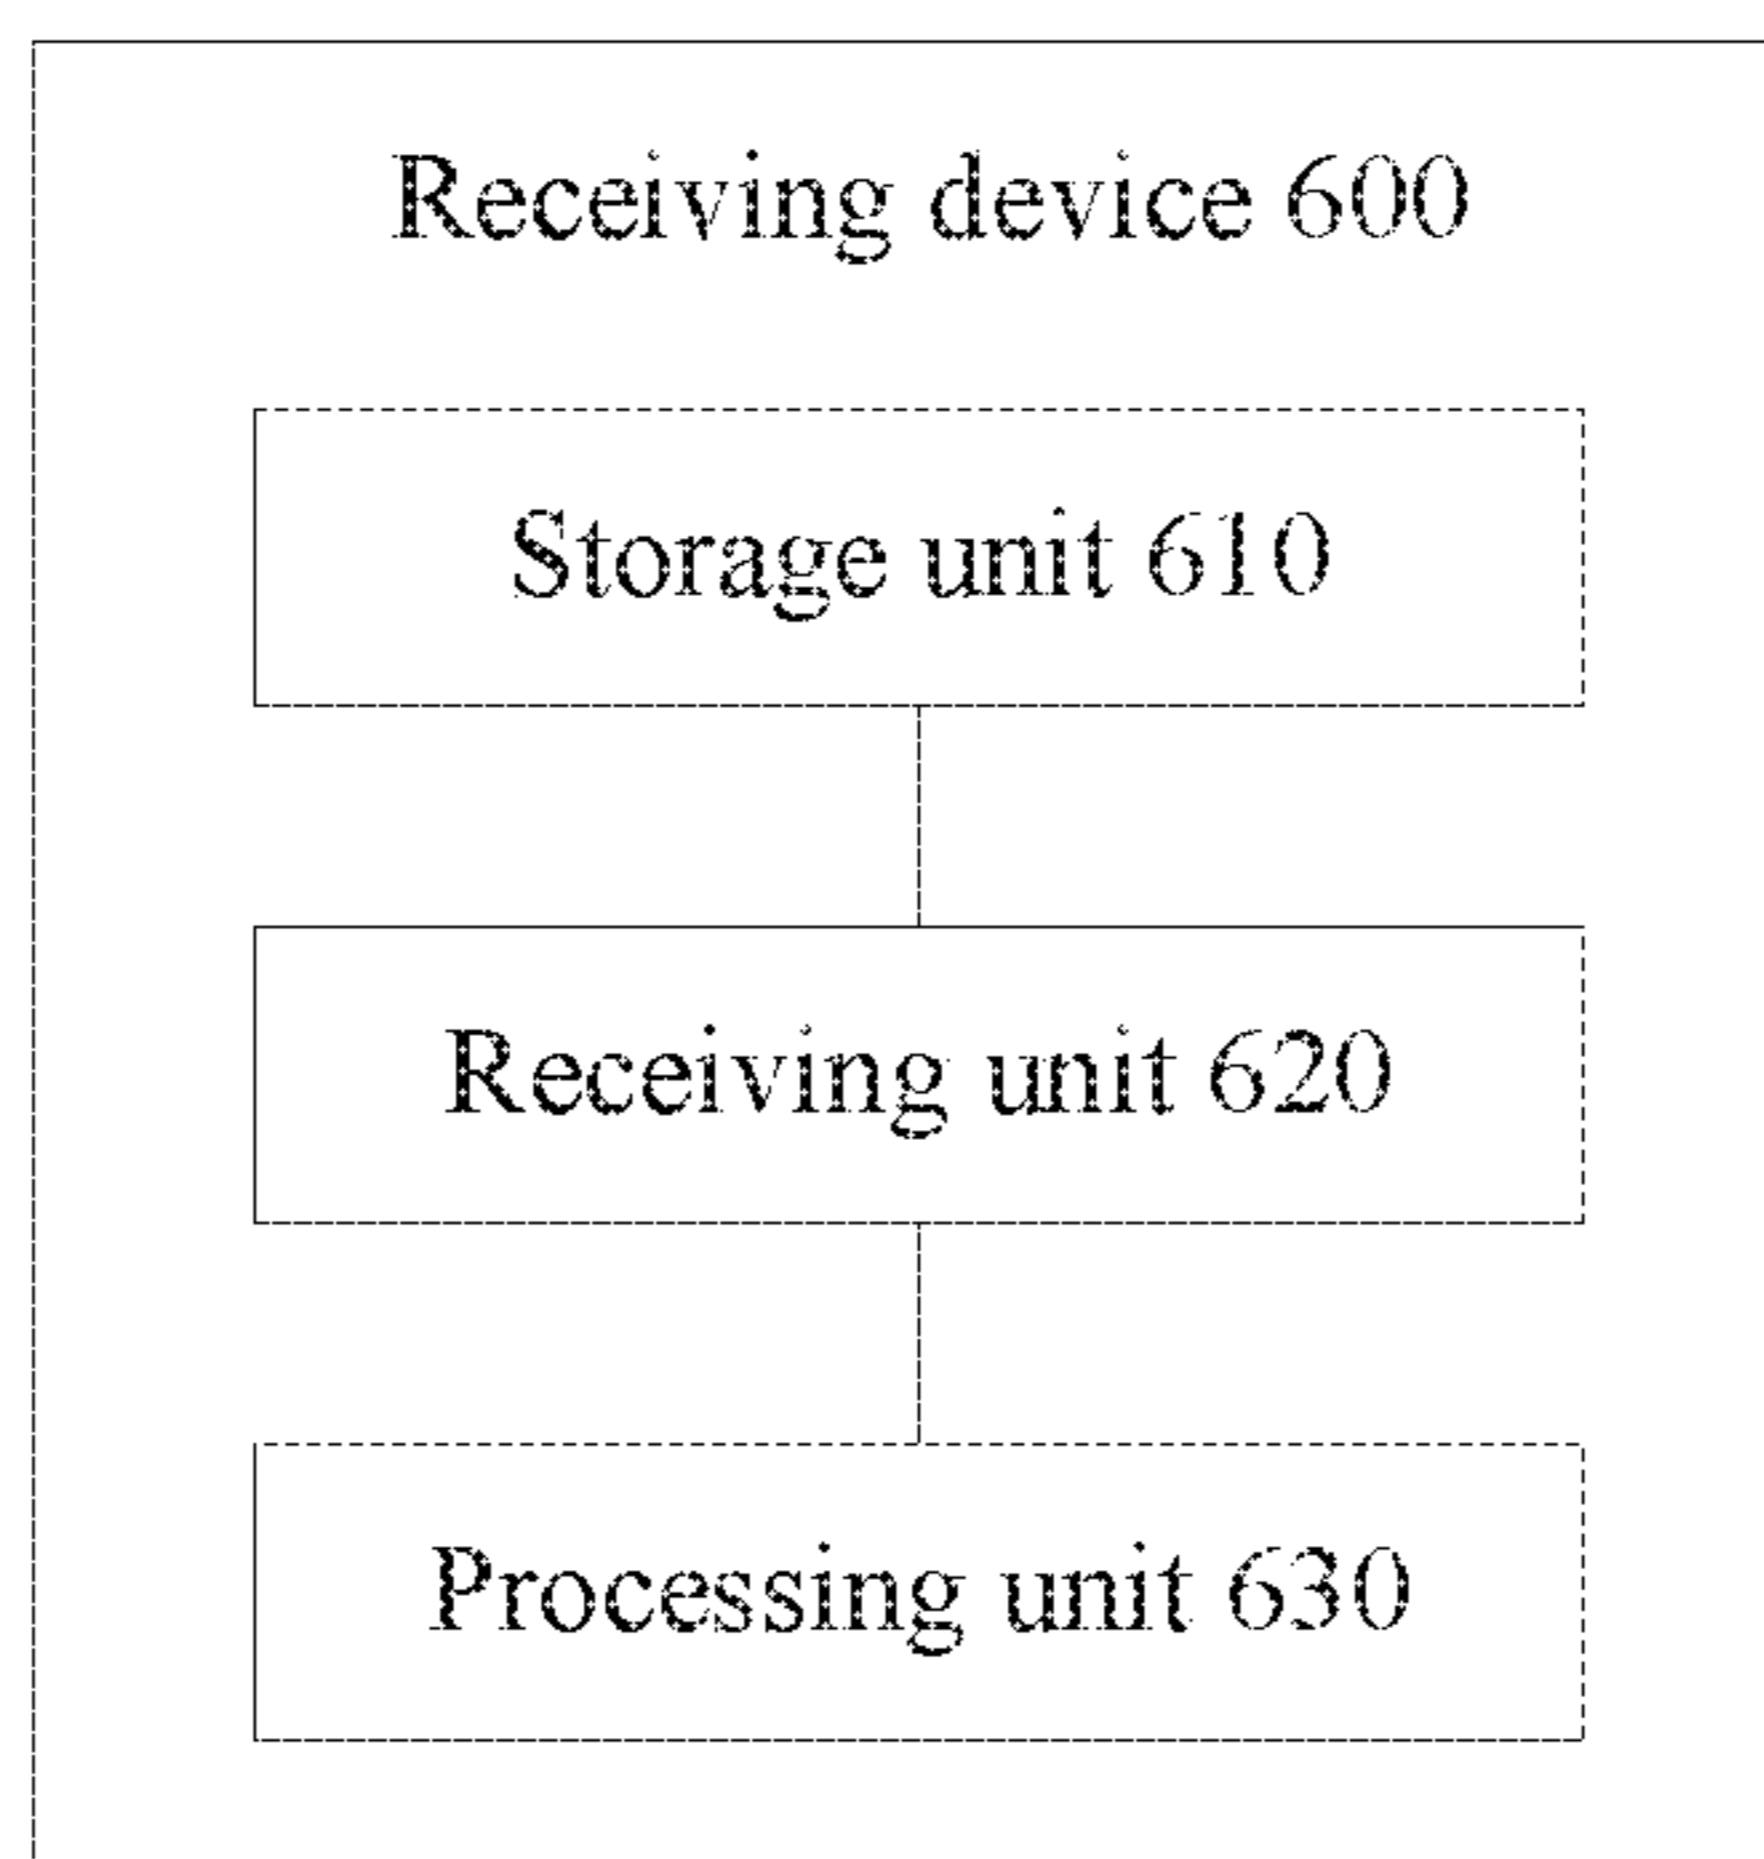 Receiving device 600
Storage unit 610
Receiving unit 620
Processing unit 630